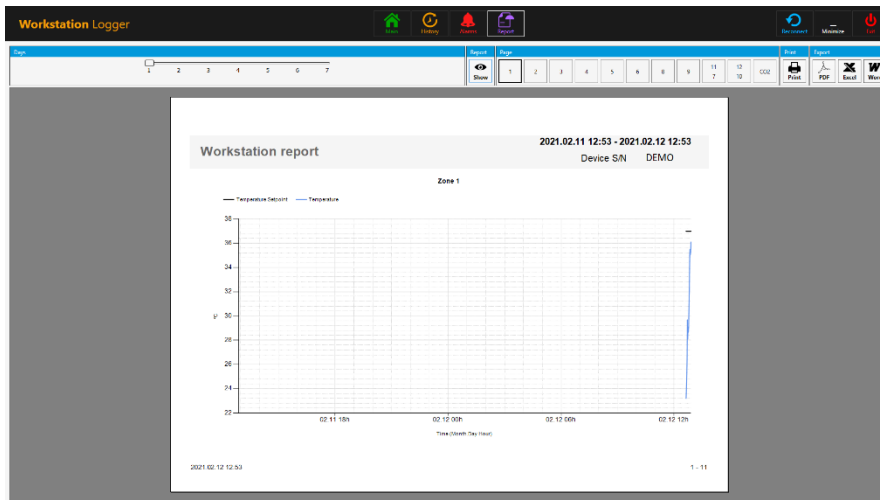 Workstation Logger
Main History Alarms Report Reconnect Minimize Exit
Days Report Page Print Export
1 2 3 4 5 6 7
Show
1 2 3 4 5 6 8 9 11 7 12 10 CO2
Print PDF Excel Word
Workstation report
2021.02.11 12:53 - 2021.02.12 12:53
Device S/N DEMO
Zone 1
Temperature Setpoint Temperature
38
36
34
32
°C
30
28
26
24
22
02 11 18h 02 12 00h 02 12 06h 02 12 12h
Time (Month Day Hour)
2021 02 12 12:53 1 - 11